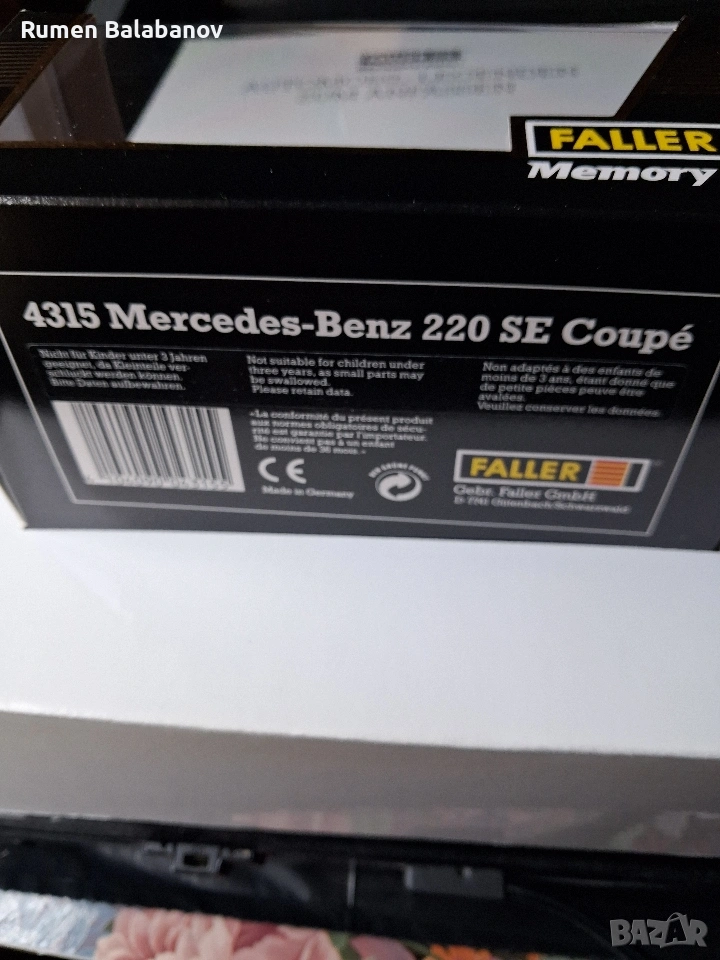 Rumen Balabanov
FALLER
Memory
4315 Mercedes-Benz 220 SE Coupé
Nicht für Kinder unter 3 Jahren
geeignet, da Kleinteile ver-
schluckt werden können.
Bitte Daten aufbewahren.
Not suitable for children under
three years, as small parts may
be swallowed.
Please retain data.
Non adaptés à des enfants de
moins de 3 ans, étant donné que
de petite pièces peuve être
avalées.
Veuilles conserver les données.
«La conformité du présent produit
aux normes obligatoires de sécu-
rité est garantie par l'importateur.
Ne convient pas à un enfant
de moins de 36 mois.»
CE
Made in Germany
FALLER
Gebr. Faller GmbH
BAZAR